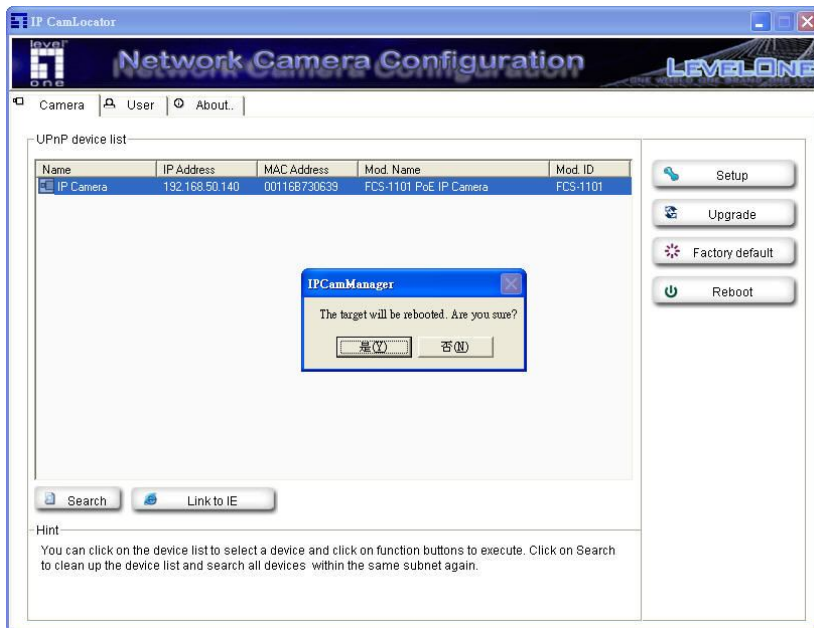 IP CamLocator
level
one
Network Camera Configuration
LEVELONE
Camera User About..
UPnP device list
Name IP Address MAC Address Mod. Name Mod. ID
IP Camera 192.168.50.140 00116B730639 FCS-1101 PoE IP Camera FCS-1101
Setup
Upgrade
Factory default
Reboot
IPCamManager
The target will be rebooted. Are you sure?
是(Y) 否(N)
Search Link to IE
Hint
You can click on the device list to select a device and click on function buttons to execute. Click on Search
to clean up the device list and search all devices within the same subnet again.